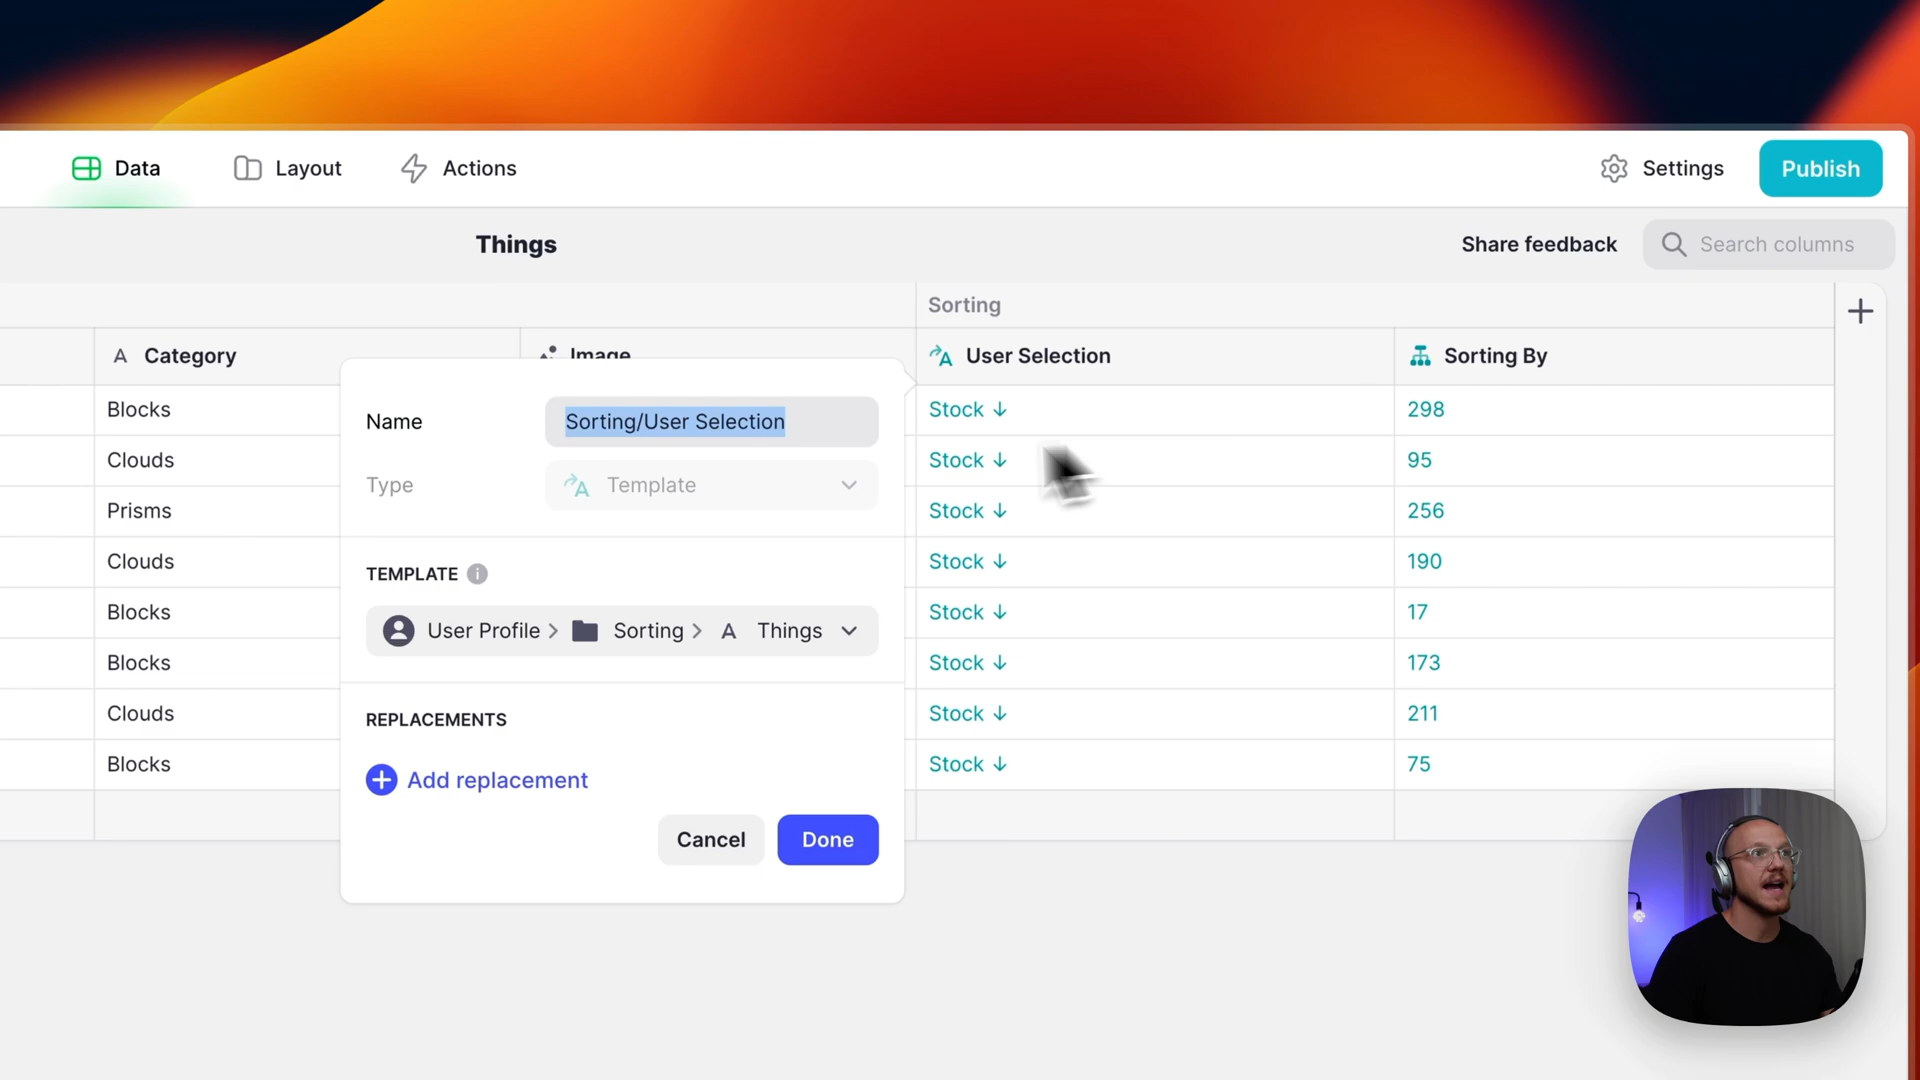 Data Layout Actions Settings Publish
Things Share feedback Search columns
Sorting
A Category Image User Selection Sorting By
Blocks Stock ↓ 298
Name Sorting/User Selection
Clouds Stock ↓ 95
Type Template
Prisms Stock ↓ 256
Clouds Stock ↓ 190
TEMPLATE i
Blocks Stock ↓ 17
User Profile > Sorting > A Things
Blocks Stock ↓ 173
Clouds Stock ↓ 211
REPLACEMENTS
Blocks Stock ↓ 75
Add replacement
Cancel Done